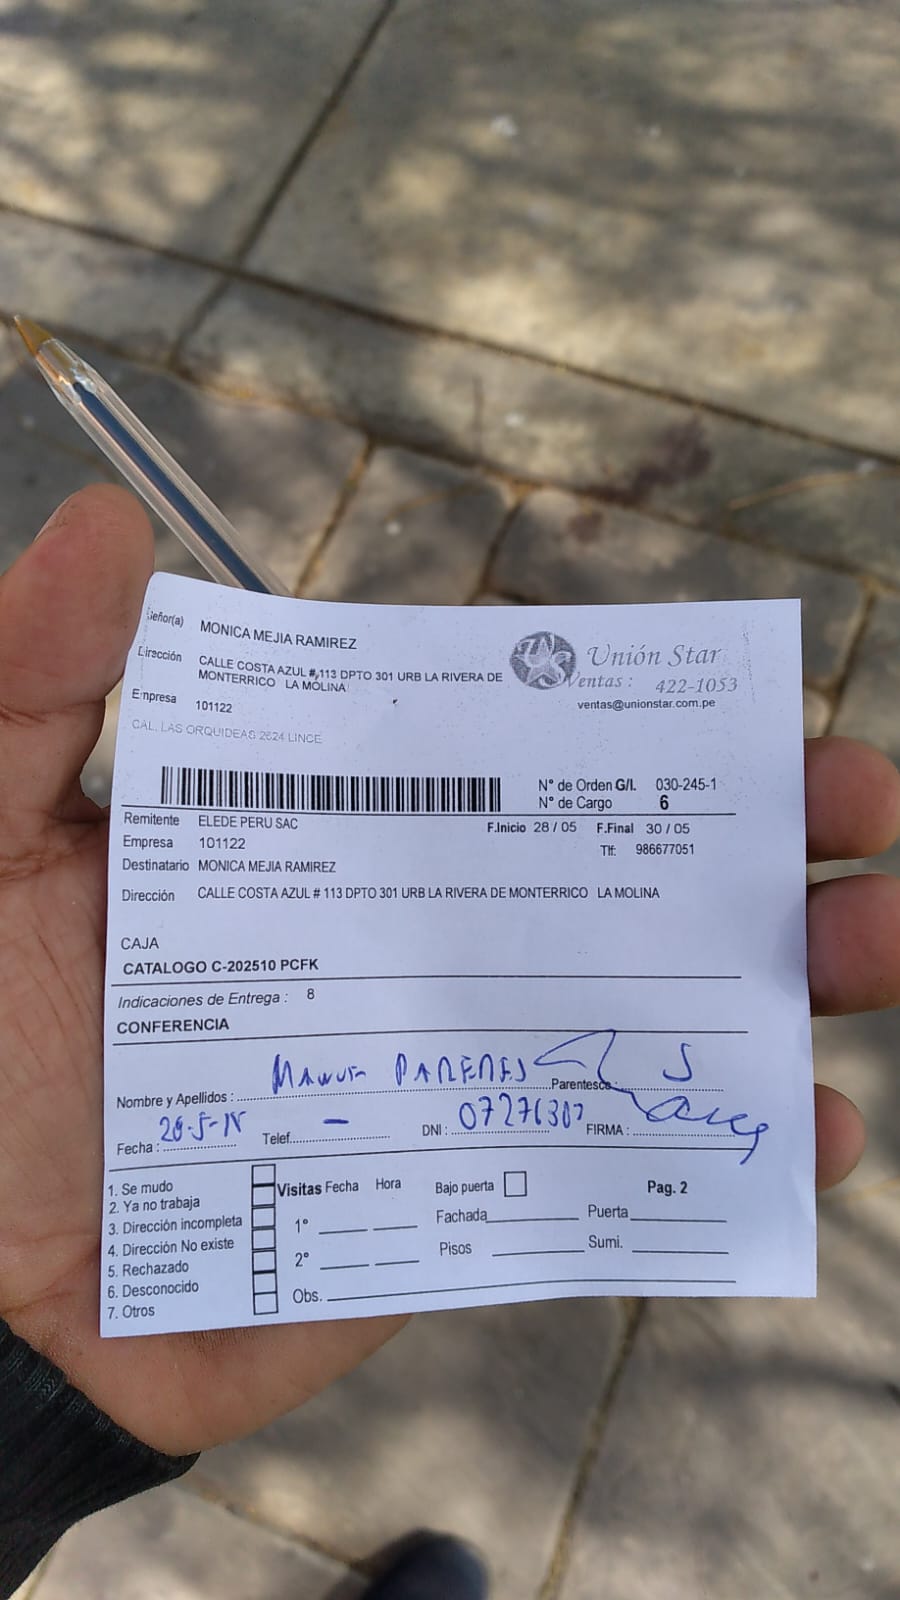 Señor(a) MONICA MEJIA RAMIREZ
Dirección CALLE COSTA AZUL # 113 DPTO 301 URB LA RIVERA DE
MONTERRICO LA MOLINA
Empresa 101122
CAL. LAS ORQUIDEAS 2624 LINCE
Unión Star
Ventas : 422-1053
ventas@unionstar.com.pe
N° de Orden G/I. 030-245-1
N° de Cargo 6
Remitente ELEDE PERU SAC F.Inicio 28 / 05 F.Final 30 / 05
Empresa 101122 Tlf: 986677051
Destinatario MONICA MEJIA RAMIREZ
Dirección CALLE COSTA AZUL # 113 DPTO 301 URB LA RIVERA DE MONTERRICO LA MOLINA
CAJA
CATALOGO C-202510 PCFK
Indicaciones de Entrega : 8
CONFERENCIA
Nombre y Apellidos : PAREDES Parentesco : S
Fecha : Telef. - DNI : FIRMA :
1. Se mudo
2. Ya no trabaja
3. Dirección incompleta
4. Dirección No existe
5. Rechazado
6. Desconocido
7. Otros
Visitas Fecha Hora Bajo puerta Pag. 2
1° Fachada Puerta
2° Pisos Sumi.
Obs.